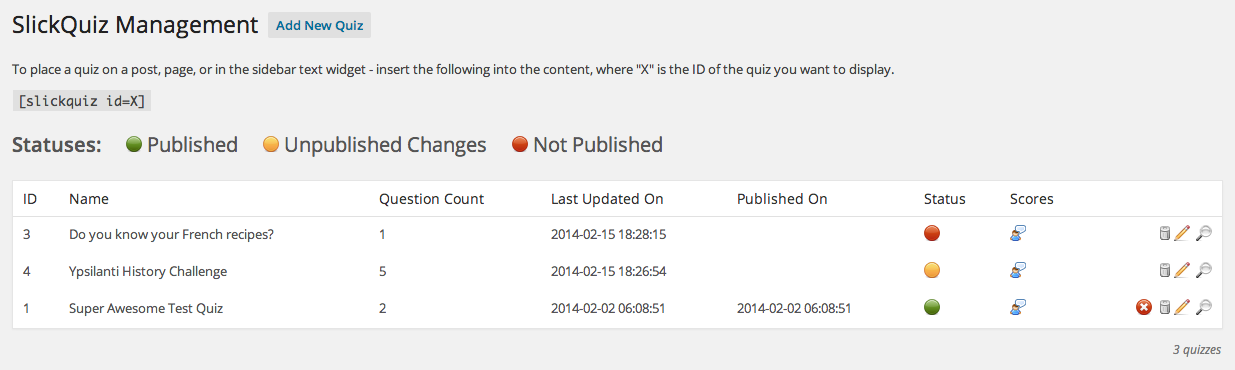 SlickQuiz Management Add New Quiz
To place a quiz on a post, page, or in the sidebar text widget - insert the following into the content, where "X" is the ID of the quiz you want to display.
[slickquiz id=X]
Statuses: Published Unpublished Changes Not Published
ID Name Question Count Last Updated On Published On Status Scores
3 Do you know your French recipes? 1 2014-02-15 18:28:15
4 Ypsilanti History Challenge 5 2014-02-15 18:26:54
1 Super Awesome Test Quiz 2 2014-02-02 06:08:51 2014-02-02 06:08:51
3 quizzes